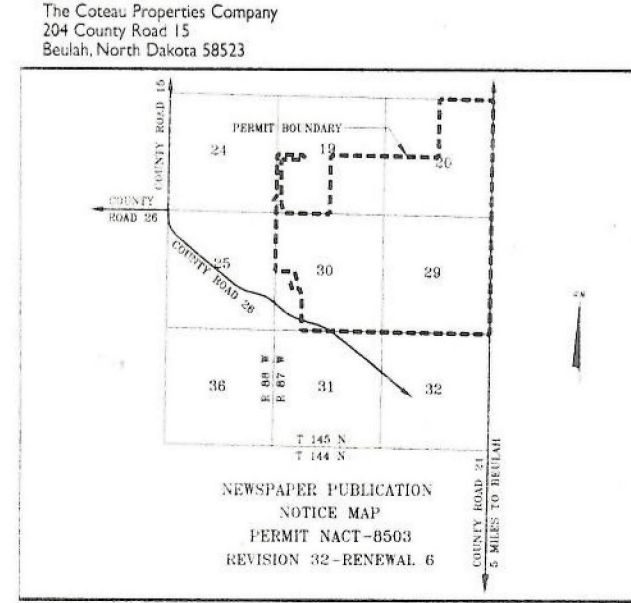 The Coteau Properties Company
204 County Road 15
Beulah, North Dakota 58523
COUNTY ROAD 15
PERMIT BOUNDARY
24
19
20
COUNTY
ROAD 26
COUNTY ROAD 26
25
30
29
N
36
R 88 W
R 87 W
31
32
T 145 N
T 144 N
COUNTY ROAD 21
5 MILES TO BEULAH
NEWSPAPER PUBLICATION
NOTICE MAP
PERMIT NACT-8503
REVISION 32-RENEWAL 6